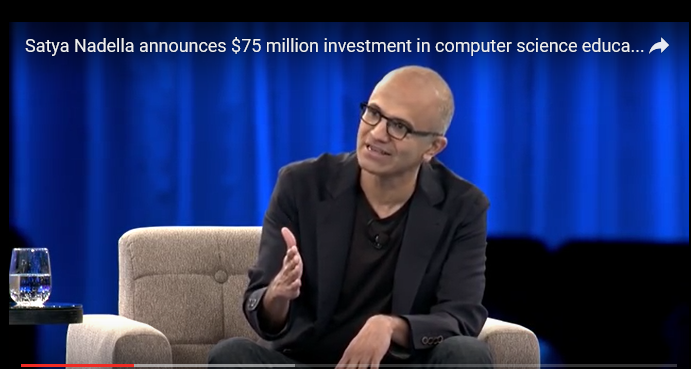 Satya Nadella announces $75 million investment in computer science educa...